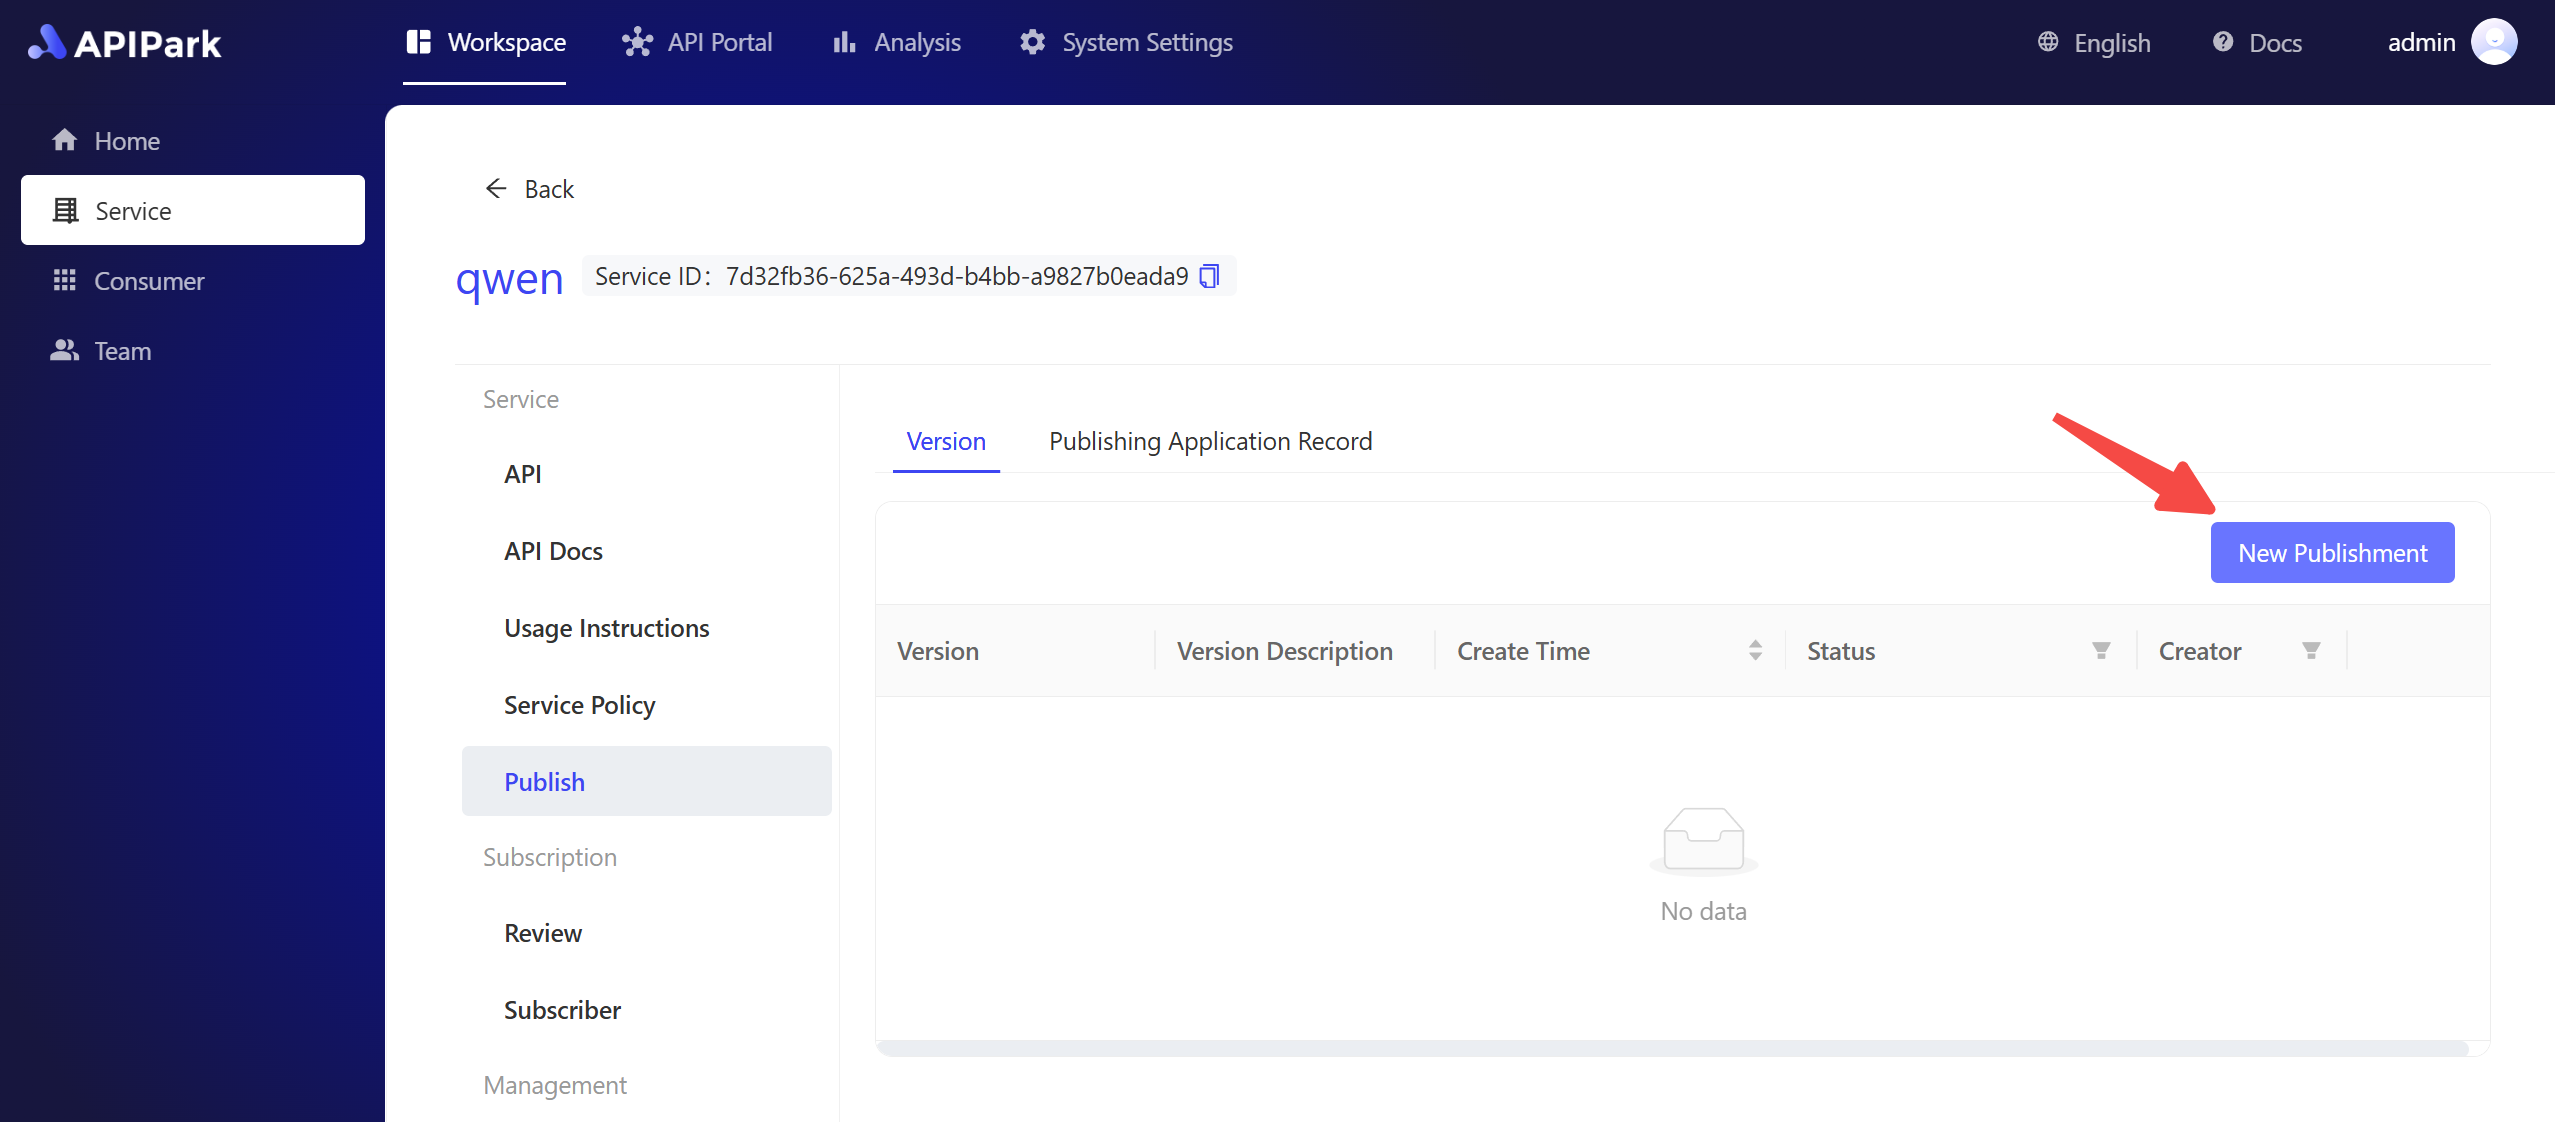 APIPark
Workspace
API Portal
Analysis
System Settings
English
Docs
admin
Home
Service
Consumer
Team
Back
qwen
Service ID： 7d32fb36-625a-493d-b4bb-a9827b0eada9
Service
API
API Docs
Usage Instructions
Service Policy
Publish
Subscription
Review
Subscriber
Management
Version
Publishing Application Record
New Publishment
Version
Version Description
Create Time
Status
Creator
No data